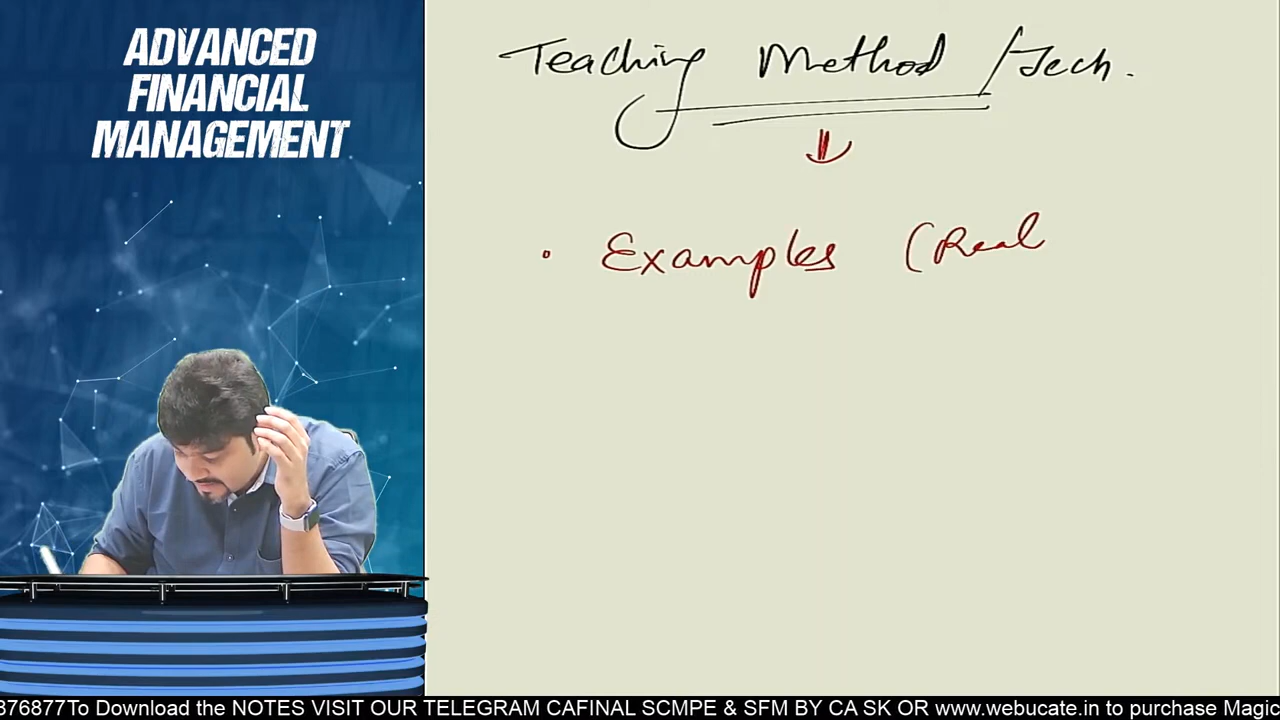 ADVANCED
FINANCIAL
MANAGEMENT
Teaching Method / Tech.
• Examples (Real
376877To Download the NOTES VISIT OUR TELEGRAM CAFINAL SCMPE & SFM BY CA SK OR www.webucate.in to purchase Magic